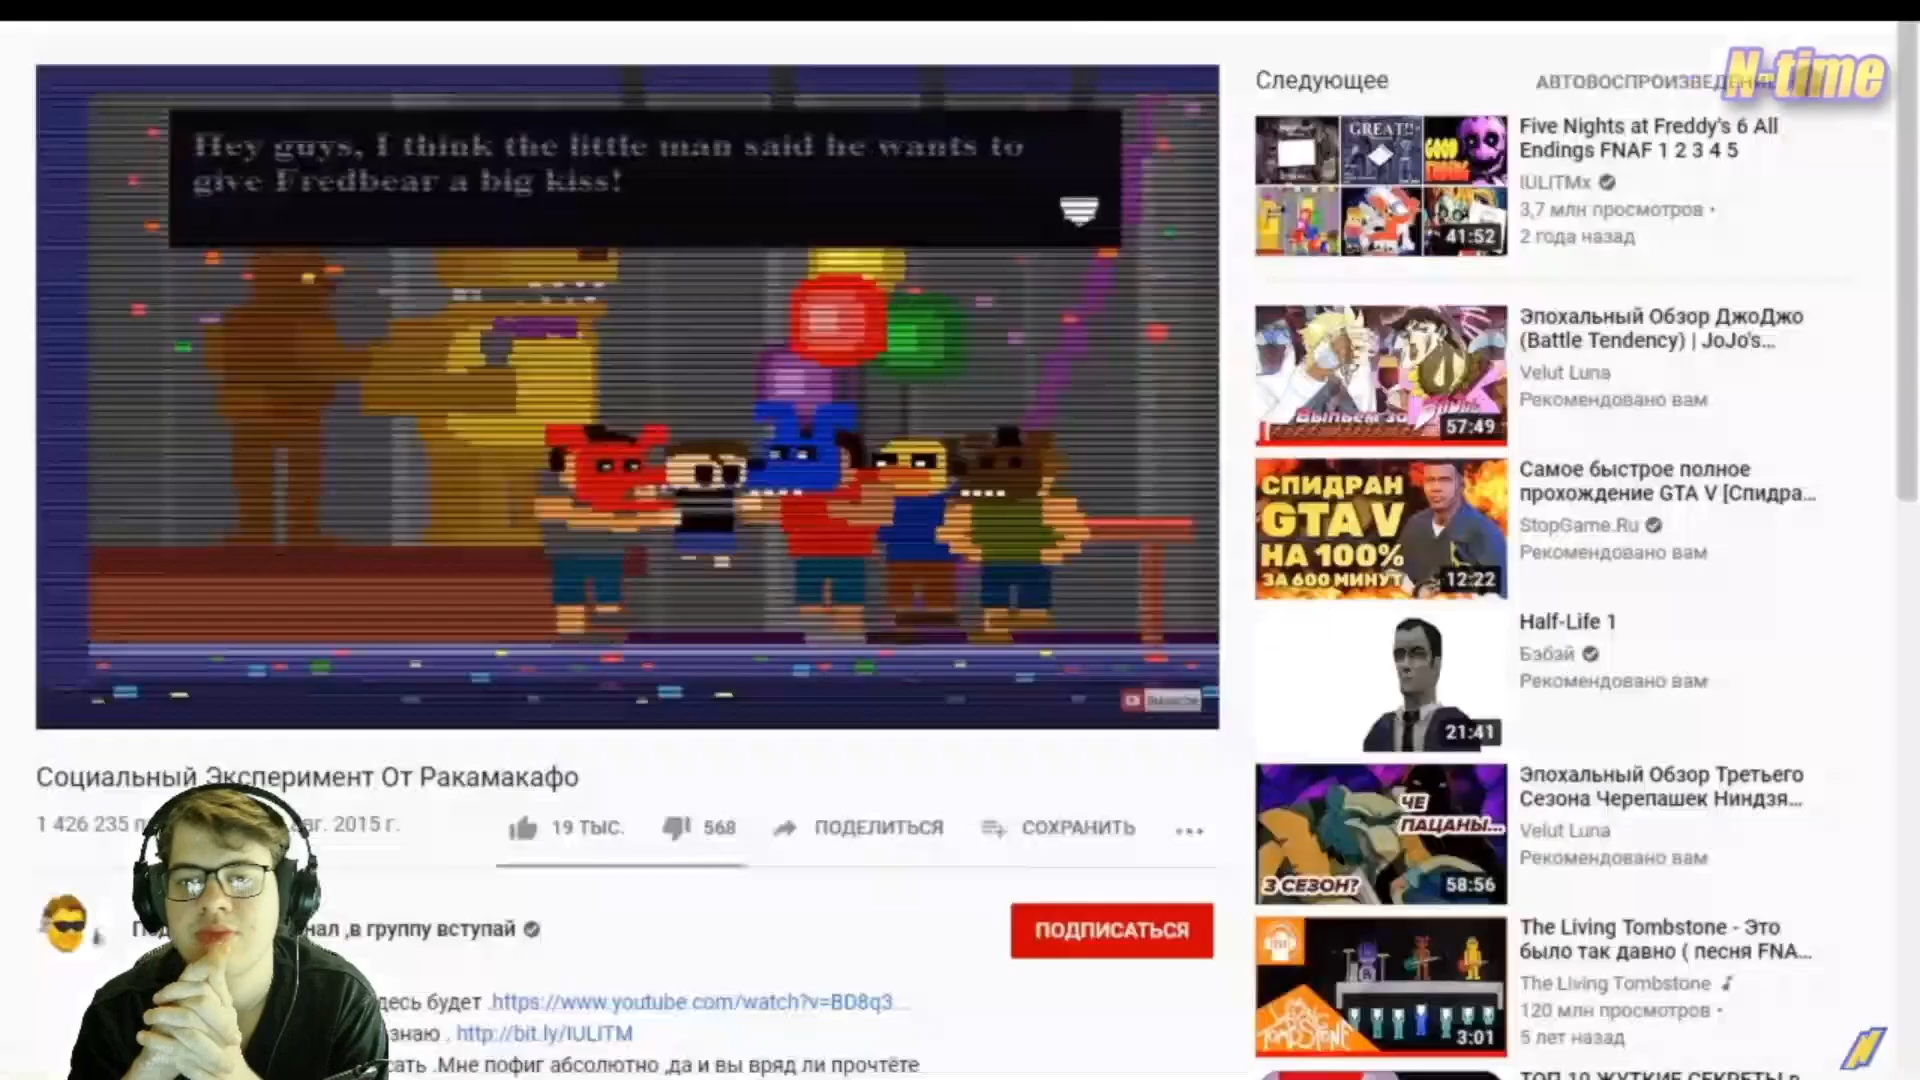 N-time
Hey guys, I think the little man said he wants to
give Fredbear a big kiss!
Социальный Эксперимент От Ракамакафо
1 426 235
2015 г.
19 ТЫС.
568
ПОДЕЛИТЬСЯ
СОХРАНИТЬ
нал ,в группу вступай
ПОДПИСАТЬСЯ
десь будет .https://www.youtube.com/watch?v=BD8q3...
знаю . http://bit.ly/IULITM
сать .Мне пофиг абсолютно ,да и вы вряд ли прочтёте
Следующее
GREAT!!
GOOD
ENDING
41:52
Five Nights at Freddy's 6 All
Endings FNAF 1 2 3 4 5
IULITMx
3,7 млн просмотров •
2 года назад
57:49
Эпохальный Обзор ДжоДжо
(Battle Tendency) | JoJo's...
Velut Luna
Рекомендовано вам
СПИДРАН
GTA V
НА 100%
ЗА 600 МИНУТ
12:22
Самое быстрое полное
прохождение GTA V [Спидра...
StopGame.Ru
Рекомендовано вам
21:41
Half-Life 1
Бэбэй
Рекомендовано вам
ЧЕ
ПАЦАНЫ...
3 СЕЗОН?
58:56
Эпохальный Обзор Третьего
Сезона Черепашек Ниндзя...
Velut Luna
Рекомендовано вам
LIVING
TOMBSTONE
3:01
The Living Tombstone - Это
было так давно ( песня FNA...
The Living Tombstone
120 млн просмотров •
5 лет назад